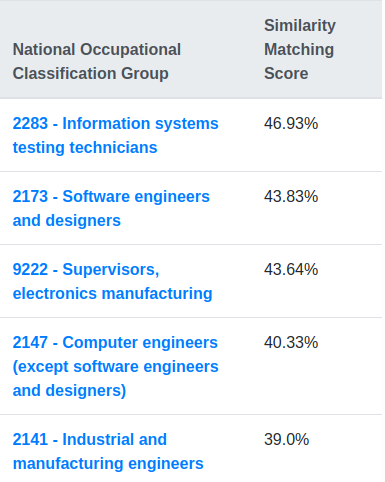 National Occupational
Classification Group
Similarity
Matching
Score
2283 - Information systems
testing technicians
46.93%
2173 - Software engineers
and designers
43.83%
9222 - Supervisors,
electronics manufacturing
43.64%
2147 - Computer engineers
(except software engineers
and designers)
40.33%
2141 - Industrial and
manufacturing engineers
39.0%